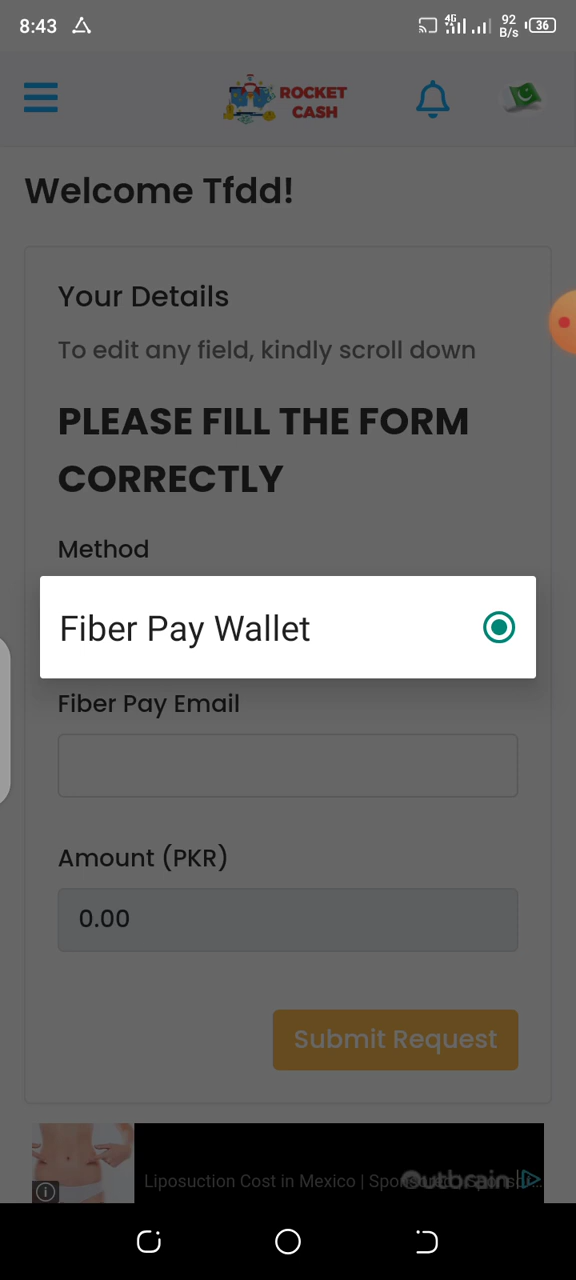 8:43
4G
92
B/s
36
ROCKET
CASH
Welcome Tfdd!
Your Details
To edit any field, kindly scroll down
PLEASE FILL THE FORM
CORRECTLY
Method
Fiber Pay Wallet
Fiber Pay Email
Amount (PKR)
0.00
Submit Request
Liposuction Cost in Mexico | Sponsored
Outbrain